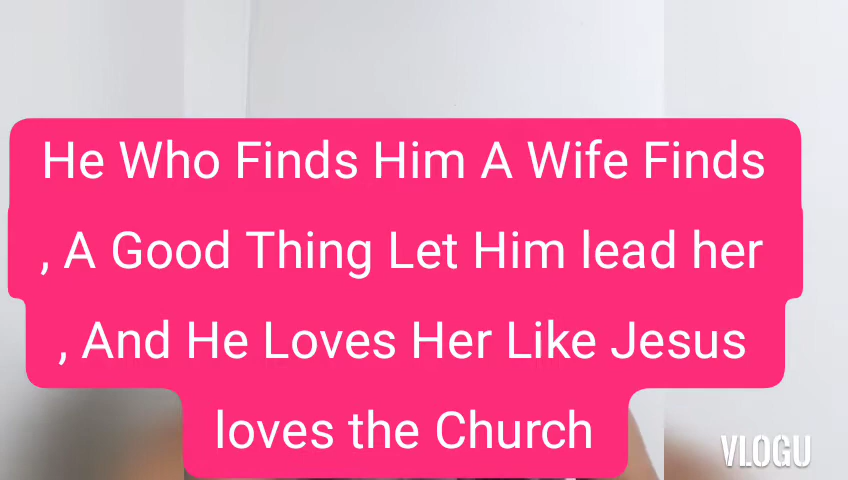 He Who Finds Him A Wife Finds
, A Good Thing Let Him lead her
, And He Loves Her Like Jesus
loves the Church
VLOGU